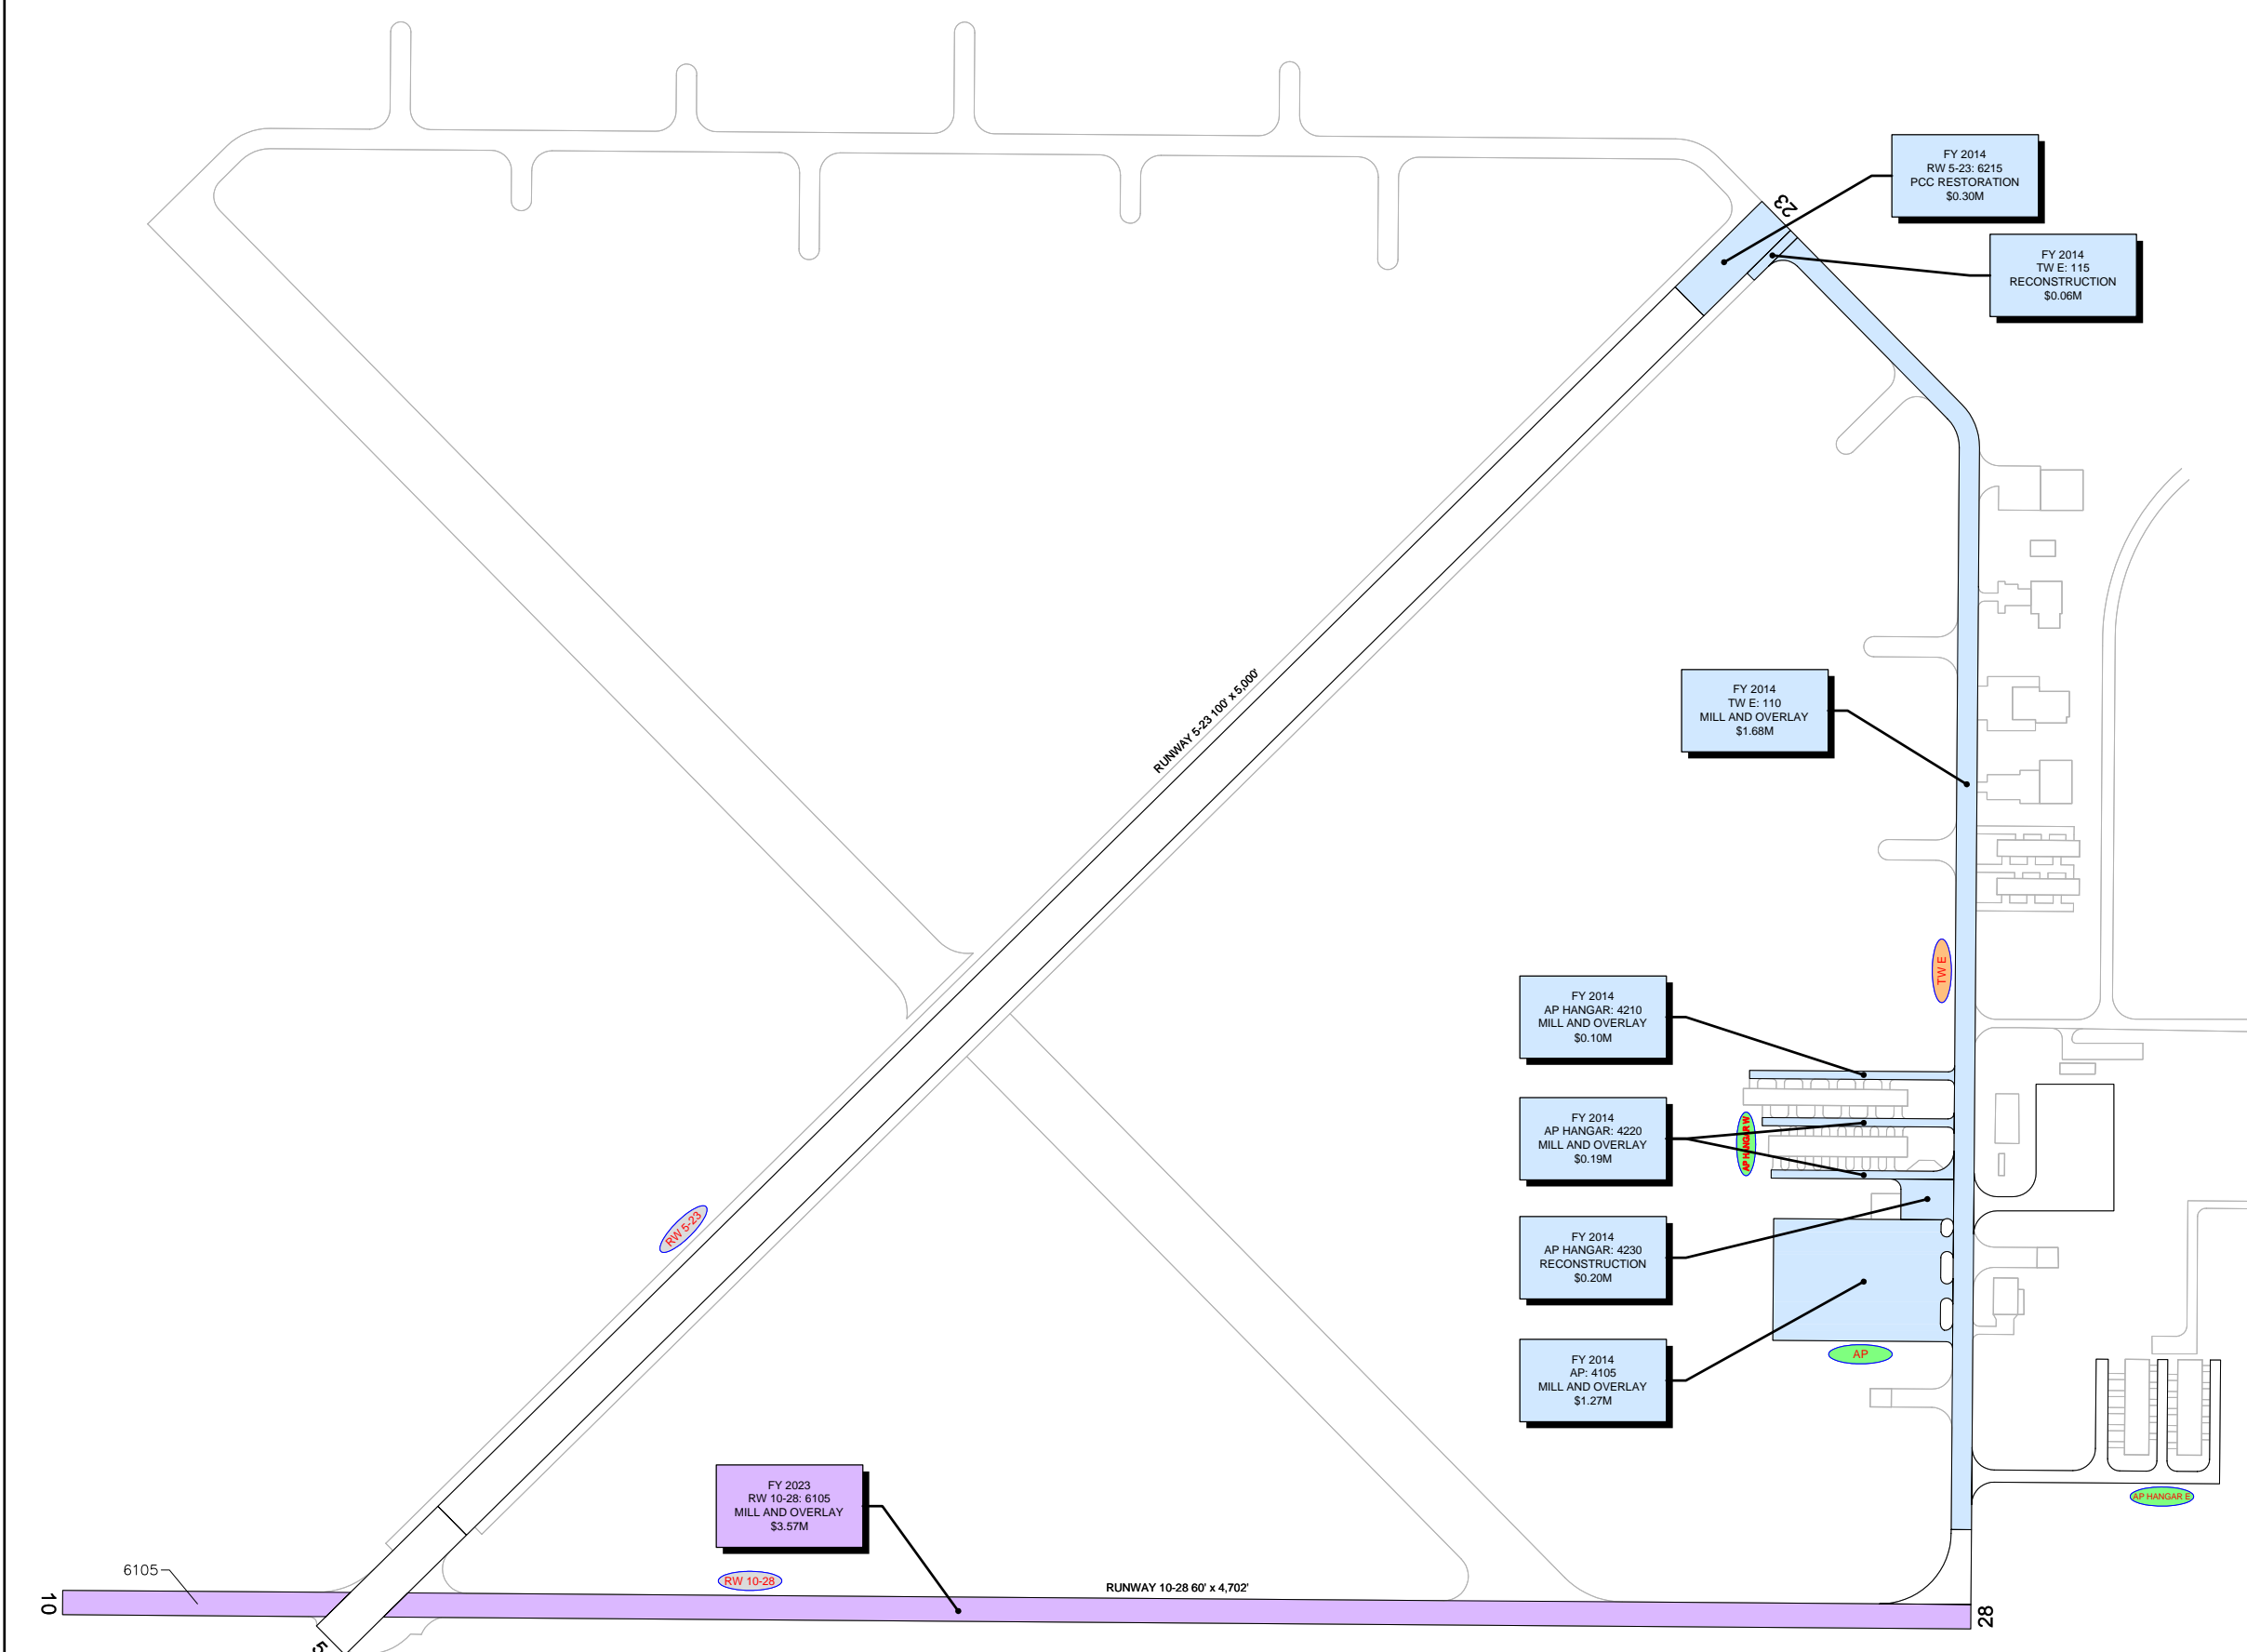 FY 2014
RW 5-23: 6215
PCC RESTORATION
$0.30M
23
FY 2014
TW E: 115
RECONSTRUCTION
$0.06M
RUNWAY 5-23 100' x 5,000'
FY 2014
TW E: 110
MILL AND OVERLAY
$1.68M
TW E
FY 2014
AP HANGAR: 4210
MILL AND OVERLAY
$0.10M
FY 2014
AP HANGAR: 4220
MILL AND OVERLAY
$0.19M
AP HANGAR W
FY 2014
AP HANGAR: 4230
RECONSTRUCTION
$0.20M
RW 5-23
FY 2014
AP: 4105
MILL AND OVERLAY
$1.27M
AP
FY 2023
RW 10-28: 6105
MILL AND OVERLAY
$3.57M
AP HANGAR E
6105
RW 10-28
RUNWAY 10-28 60' x 4,702'
10
28
5